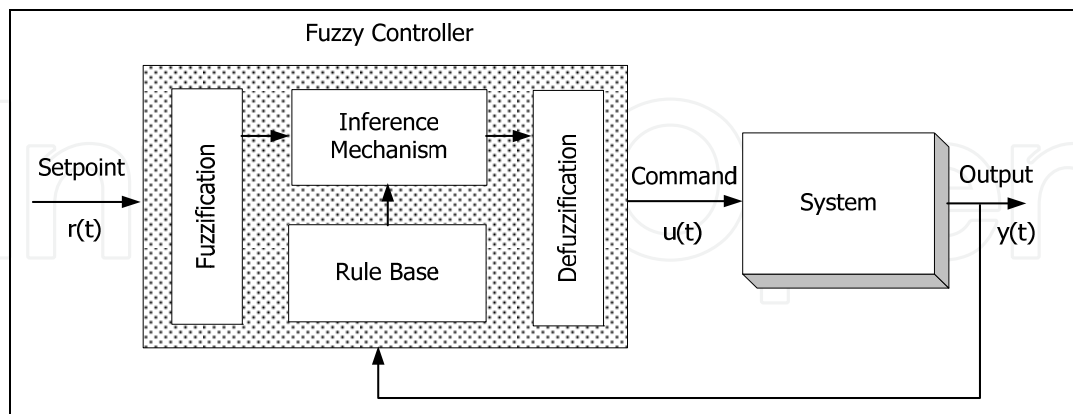 Fuzzy Controller
Setpoint
r(t)
Fuzzification
Inference
Mechanism
Rule Base
Defuzzification
Command
u(t)
System
Output
y(t)